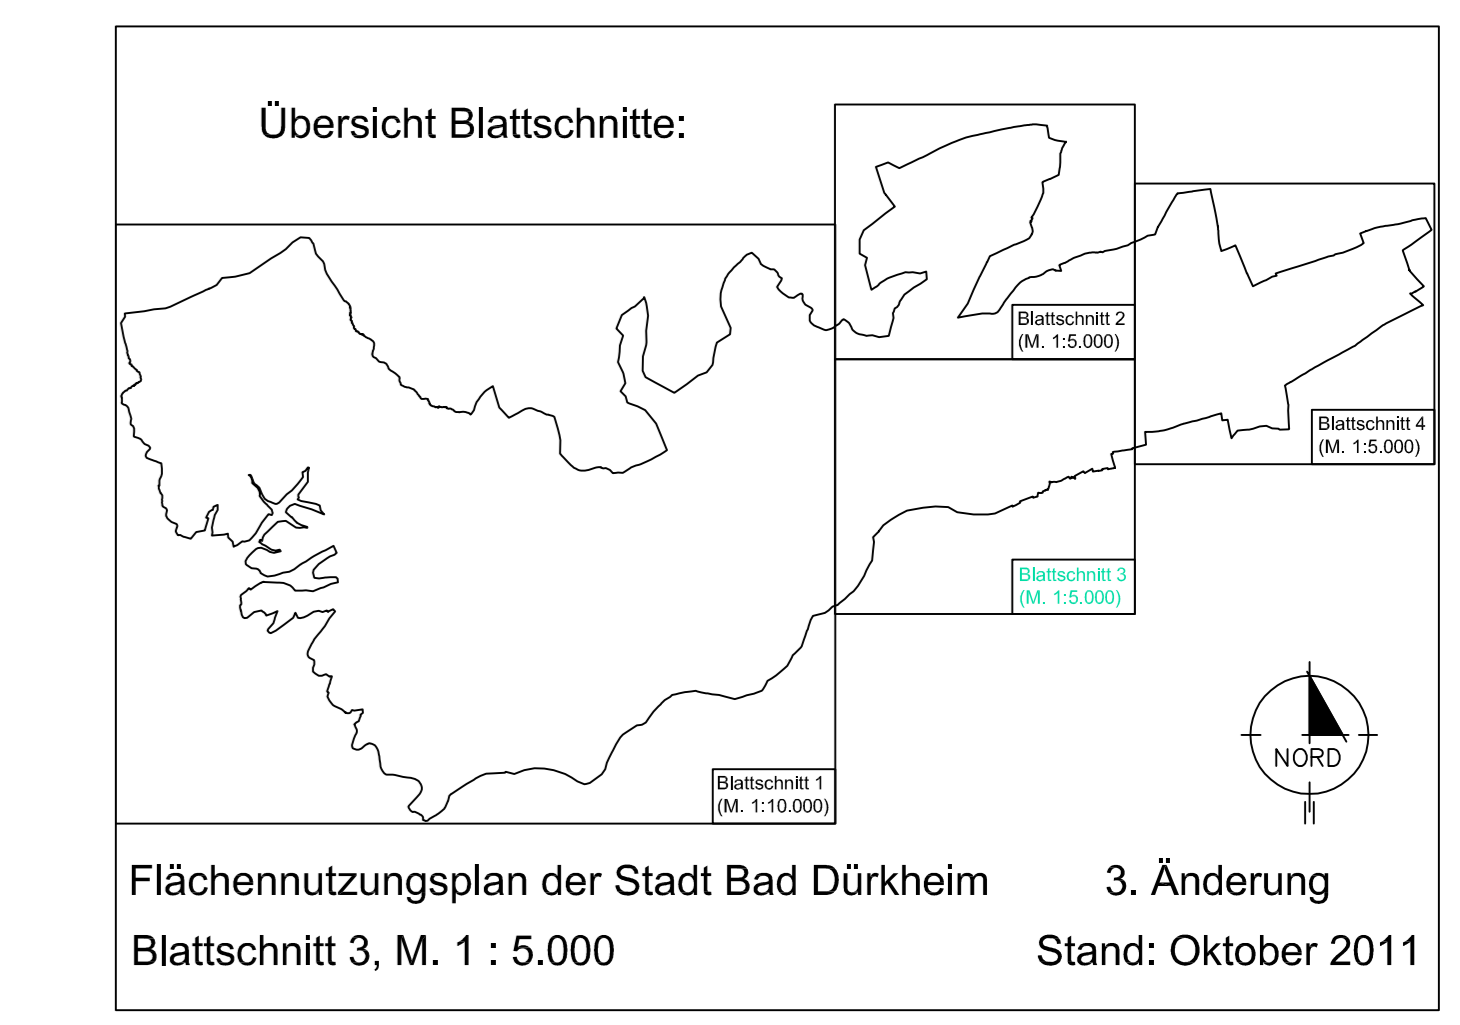 Übersicht Blattschnitte:
Blattschnitt 2
(M. 1:5.000)
Blattschnitt 4
(M. 1:5.000)
Blattschnitt 3
(M. 1:5.000)
NORD
Blattschnitt 1
(M. 1:10.000)
Flächennutzungsplan der Stadt Bad Dürkheim 3. Änderung
Blattschnitt 3, M. 1 : 5.000 Stand: Oktober 2011